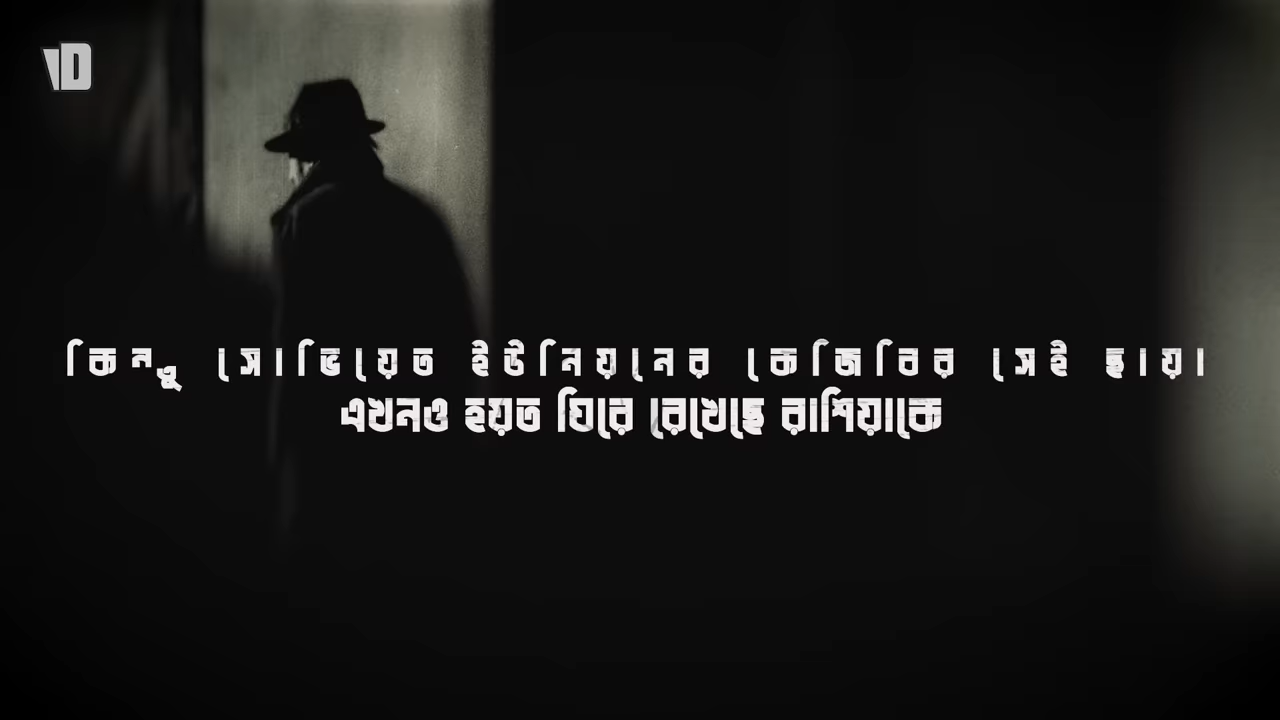 D
কিন্তু সোভিয়েত ইউনিয়নের কেজিবির সেই ছায়া
এখনও হয়ত ঘিরে রেখেছে রাশিয়াকে